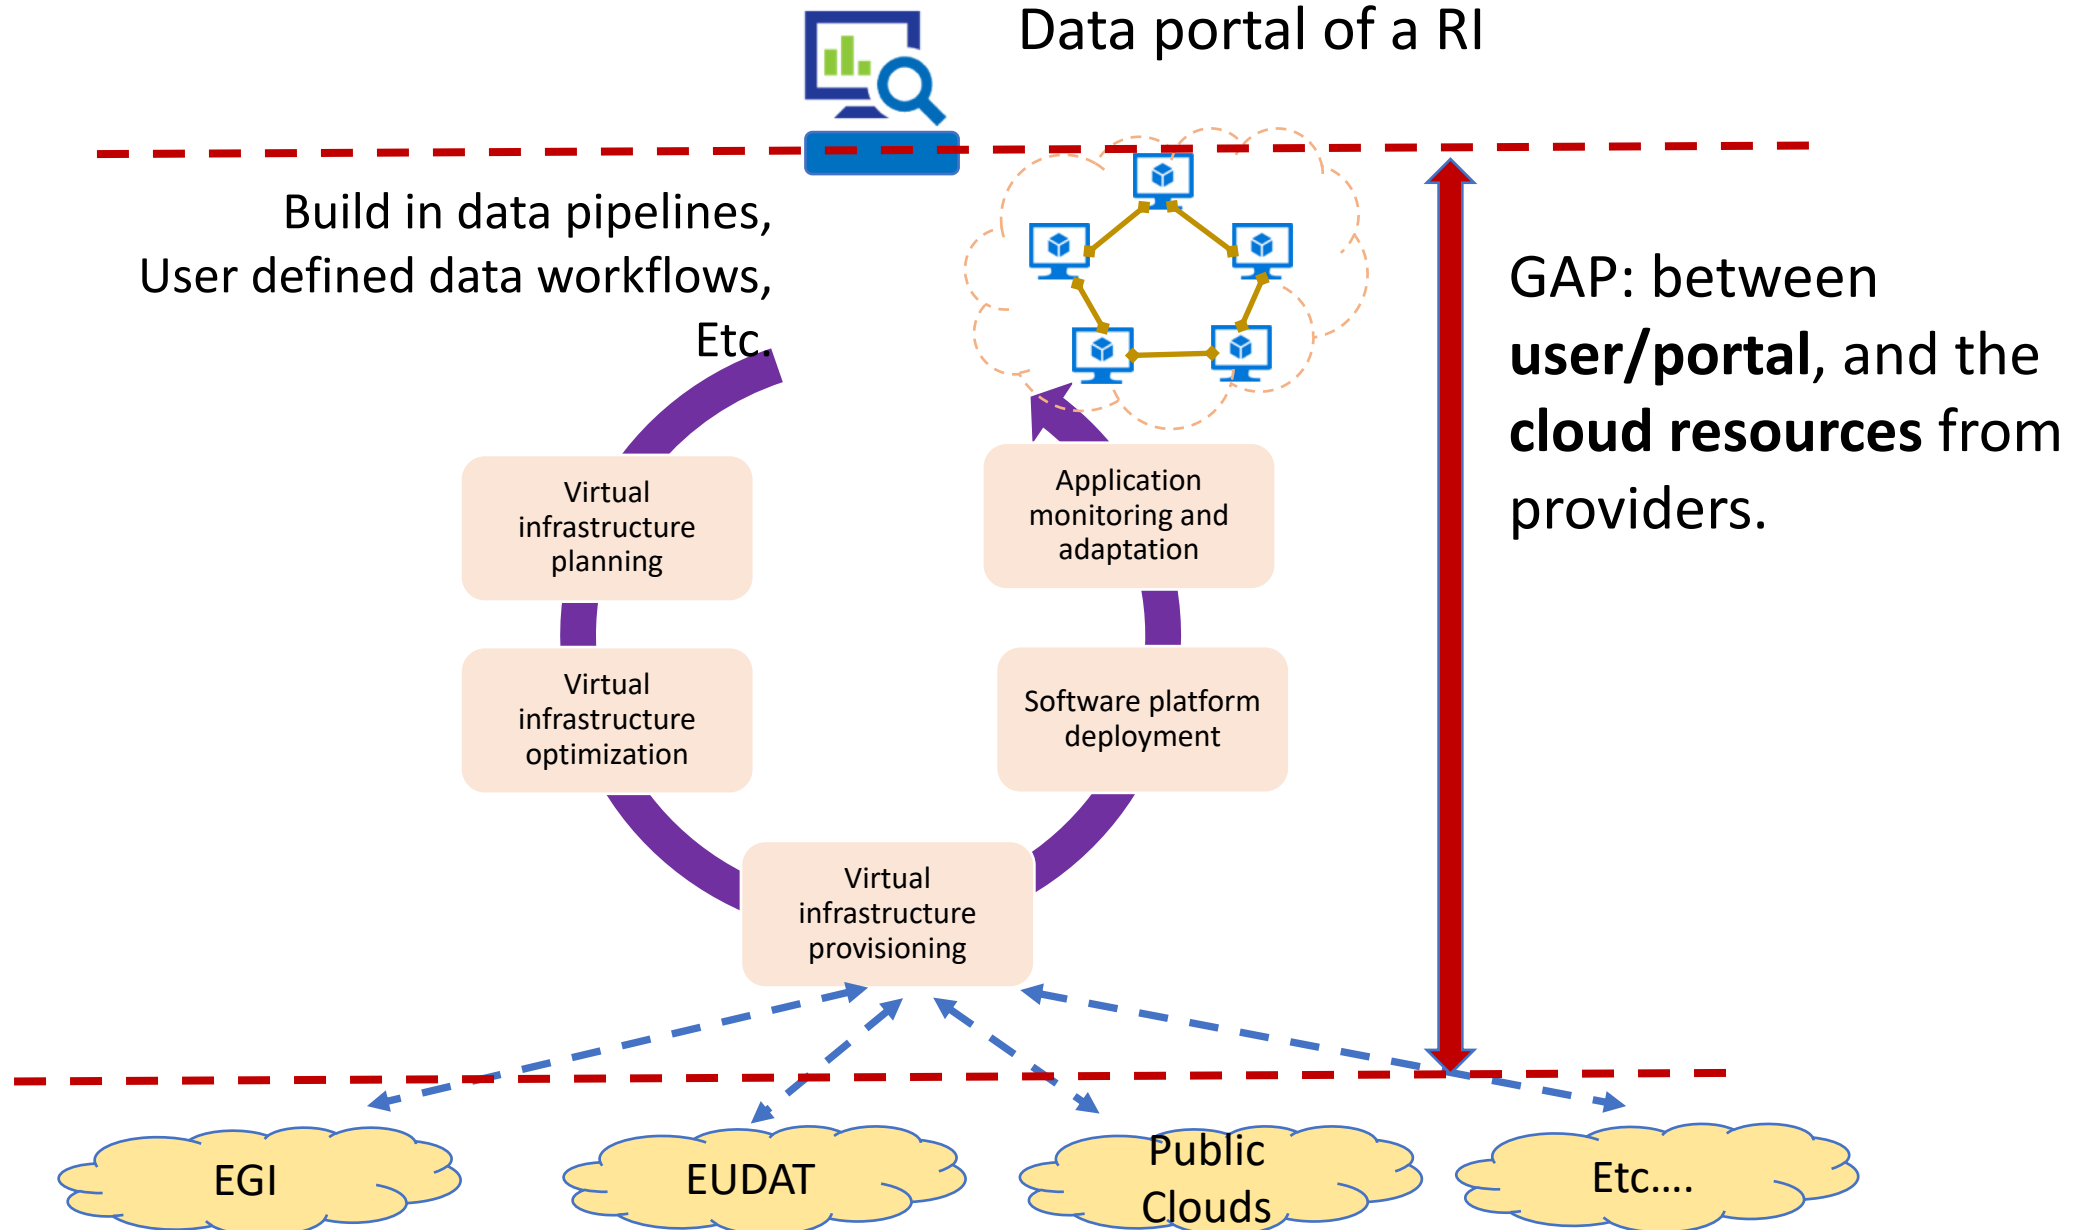 Data portal of a RI
Build in data pipelines,
User defined data workflows,
Etc.
GAP: between
user/portal, and the
cloud resources from
providers.
Virtual
infrastructure
planning
Application
monitoring and
adaptation
Virtual
infrastructure
optimization
Software platform
deployment
Virtual
infrastructure
provisioning
EGI
EUDAT
Public
Clouds
Etc....